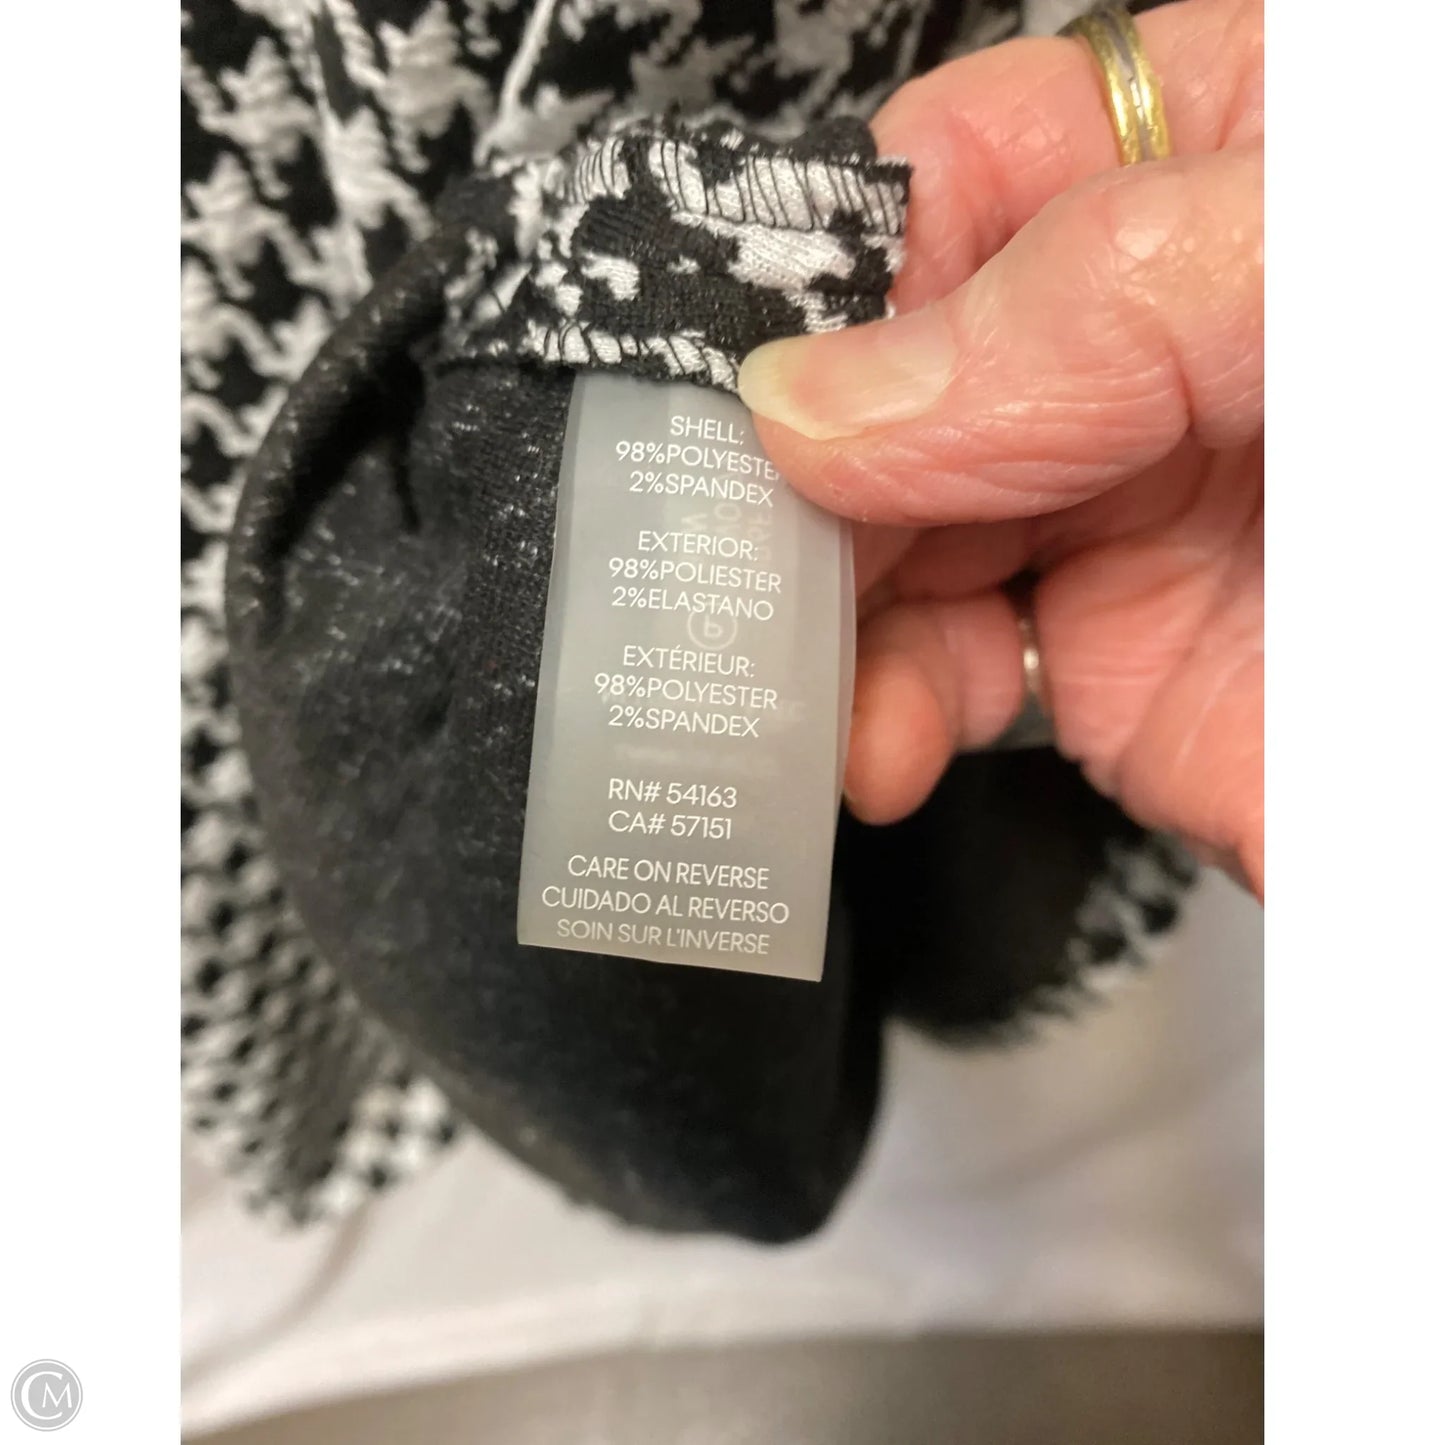 SHELL:
98%POLYESTER
2%SPANDEX
EXTERIOR:
98%POLIESTER
2%ELASTANO
EXTÉRIEUR:
98%POLYESTER
2%SPANDEX
RN# 54163
CA# 57151
CARE ON REVERSE
CUIDADO AL REVERSO
SOIN SUR L'INVERSE
CM